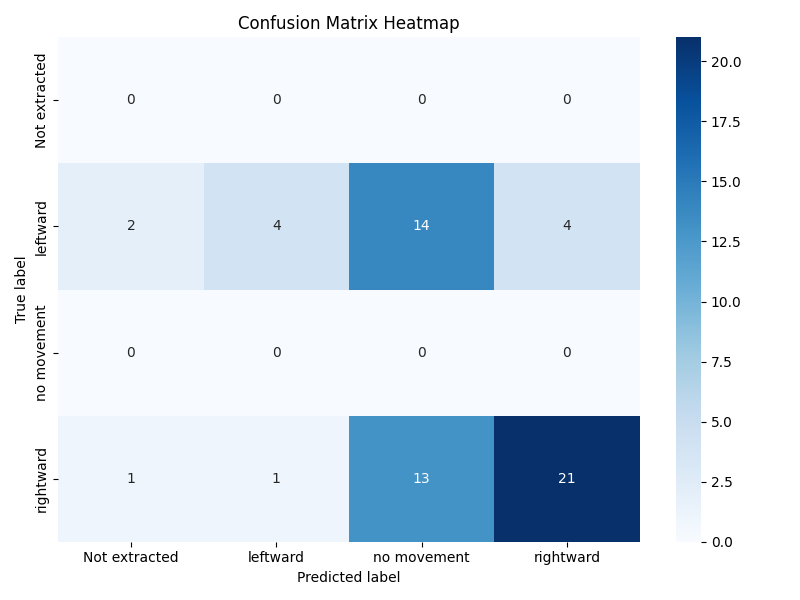 Confusion Matrix Heatmap
True label
Not extracted
0 0 0 0
leftward
2 4 14 4
no movement
0 0 0 0
rightward
1 1 13 21
Not extracted leftward no movement rightward
Predicted label
20.0
17.5
15.0
12.5
10.0
7.5
5.0
2.5
0.0